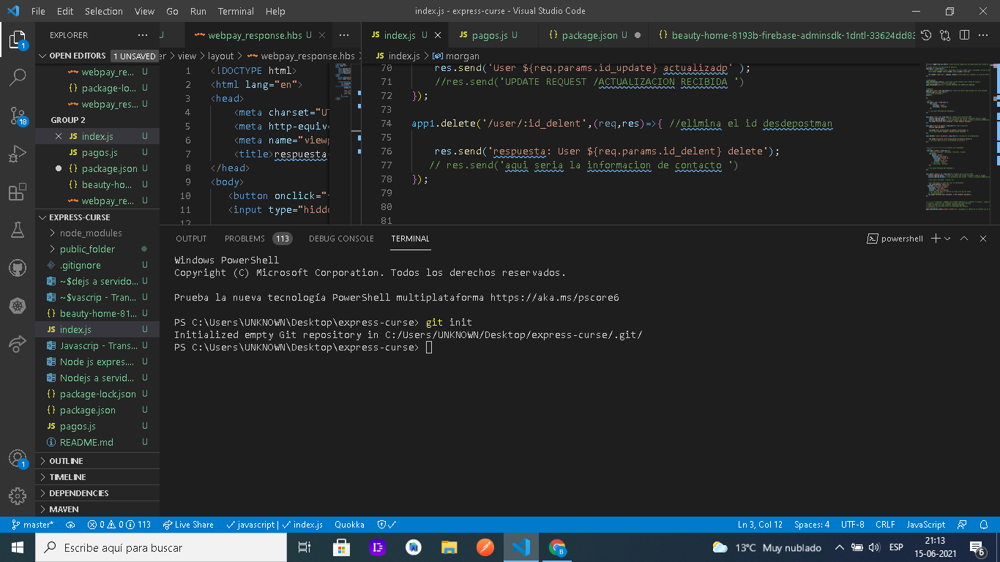 File Edit Selection View Go Run Terminal Help
index.js - express-curse - Visual Studio Code
EXPLORER
OPEN EDITORS 1 UNSAVED
webpay_re... U
package-lo... U
webpay_res... U
GROUP 2
JS index.js U
JS pagos.js U
{} package.json U
{} beauty-ho... U
webpay_re... U
EXPRESS-CURSE
node_modules
public_folder
.gitignore U
~$dejs a servido... U
~$vascrip - Tran... U
{} beauty-home-81... U
JS index.js U
Javascrip - Trans... U
Node js expres.... U
Nodejs a servid... U
{} package-lock.json U
{} package.json U
JS pagos.js U
README.md U
OUTLINE
TIMELINE
DEPENDENCIES
MAVEN
U webpay_response.hbs U
er > view > layout > webpay_response.hbs >
1 <!DOCTYPE html>
2 <html lang="en">
3 <head>
4 <meta charset="UT
5 <meta http-equiv=
6 <meta name="viewp
7 <title>respuesta
8 </head>
9 <body>
10 <button onclick="
11 <input type="hidde
12
JS index.js U
JS pagos.js U
{} package.json U
{} beauty-home-8193b-firebase-adminsdk-1dntl-33624dd83
JS index.js > morgan
70 res.send('User ${req.params.id_update} actualizadp' );
71 //res.send('UPDATE REQUEST /ACTUALIZACION RECIBIDA ')
72 });
73
74 app1.delete('/user/:id_delent',(req,res)=>{ //elimina el id desdepostman
75
76 res.send('respuesta: User ${req.params.id_delent} delete');
77 // res.send('aqui seria la informacion de contacto ')
78 });
79
80
81
OUTPUT PROBLEMS 113 DEBUG CONSOLE TERMINAL
powershell
Windows PowerShell
Copyright (C) Microsoft Corporation. Todos los derechos reservados.
Prueba la nueva tecnología PowerShell multiplataforma https://aka.ms/pscore6
PS C:\Users\UNKNOWN\Desktop\express-curse> git init
Initialized empty Git repository in C:/Users/UNKNOWN/Desktop/express-curse/.git/
PS C:\Users\UNKNOWN\Desktop\express-curse>
1
18
1
master* 0 0 113 Live Share javascript | index.js Quokka
Ln 3, Col 12 Spaces: 4 UTF-8 CRLF JavaScript
Escribe aquí para buscar
13°C Muy nublado
ESP
21:13
15-06-2021
6